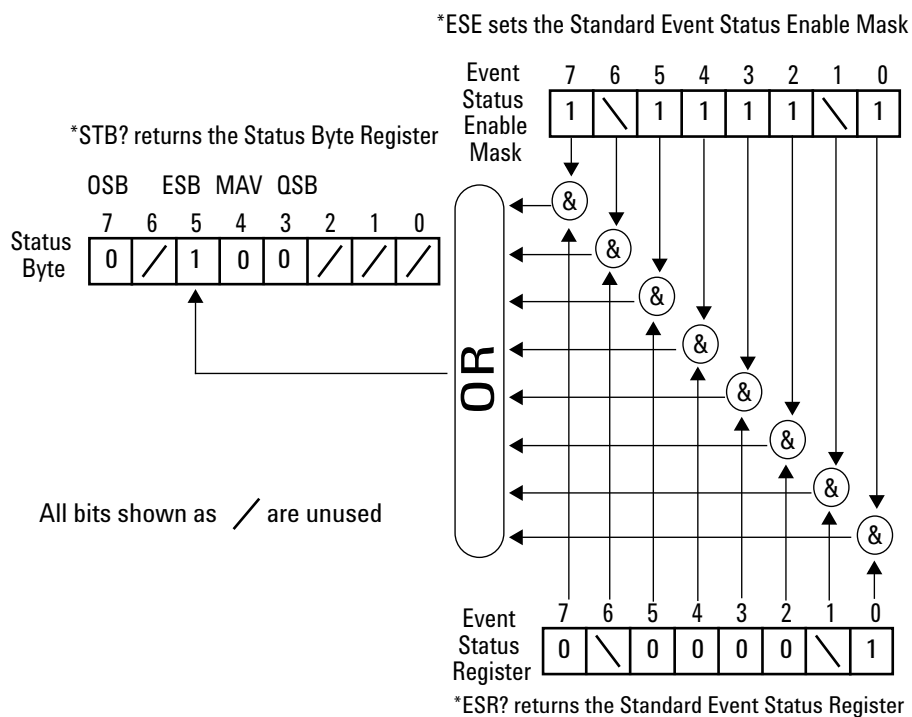 *ESE sets the Standard Event Status Enable Mask
Event Status Enable Mask
7 6 5 4 3 2 1 0
1 \ 1 1 1 1 \ 1
*STB? returns the Status Byte Register
OSB ESB MAV QSB
7 6 5 4 3 2 1 0
Status Byte
0 / 1 0 0 / / /
&
&
&
&
&
&
&
&
OR
All bits shown as / are unused
7 6 5 4 3 2 1 0
Event Status Register
0 \ 0 0 0 0 \ 1
*ESR? returns the Standard Event Status Register